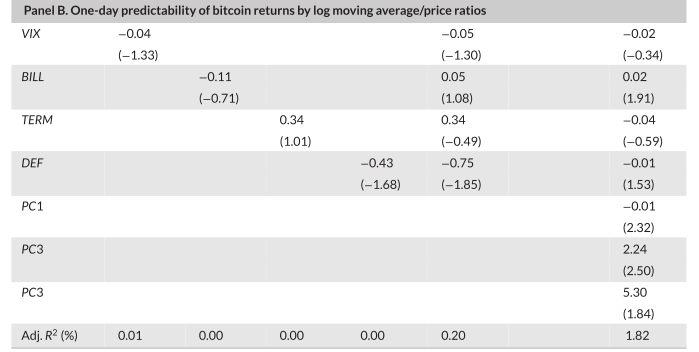 Panel B. One-day predictability of bitcoin returns by log moving average/price ratios
VIX −0.04 −0.05 −0.02
(−1.33) (−1.30) (−0.34)
BILL −0.11 0.05 0.02
(−0.71) (1.08) (1.91)
TERM 0.34 0.34 −0.04
(1.01) (−0.49) (−0.59)
DEF −0.43 −0.75 −0.01
(−1.68) (−1.85) (1.53)
PC1 −0.01
(2.32)
PC3 2.24
(2.50)
PC3 5.30
(1.84)
Adj. R² (%) 0.01 0.00 0.00 0.00 0.20 1.82